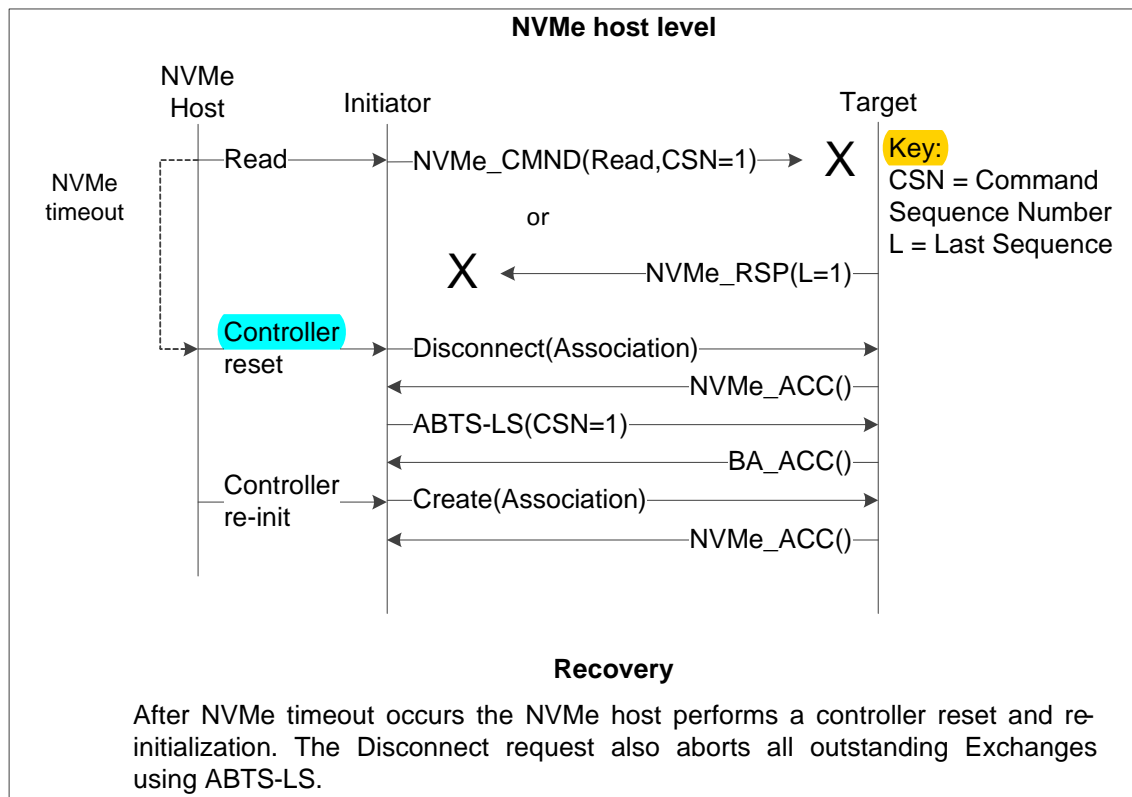 NVMe host level
NVMe
Host
Initiator
Target
Read
NVMe_CMND(Read,CSN=1)
X
Key:
CSN = Command
Sequence Number
L = Last Sequence
NVMe
timeout
or
X
NVMe_RSP(L=1)
Controller
reset
Disconnect(Association)
NVMe_ACC()
ABTS-LS(CSN=1)
BA_ACC()
Controller
re-init
Create(Association)
NVMe_ACC()
Recovery
After NVMe timeout occurs the NVMe host performs a controller reset and re-
initialization. The Disconnect request also aborts all outstanding Exchanges
using ABTS-LS.